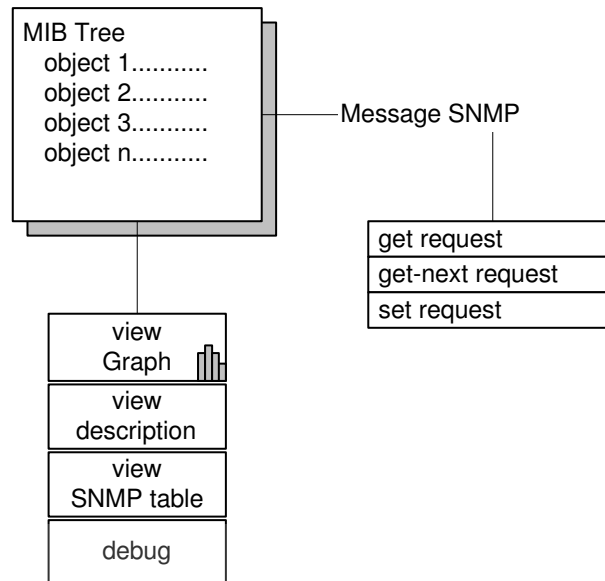 MIB Tree
object 1...........
object 2...........
object 3...........
object n...........
Message SNMP
get request
get-next request
set request
view
Graph
view
description
view
SNMP table
debug